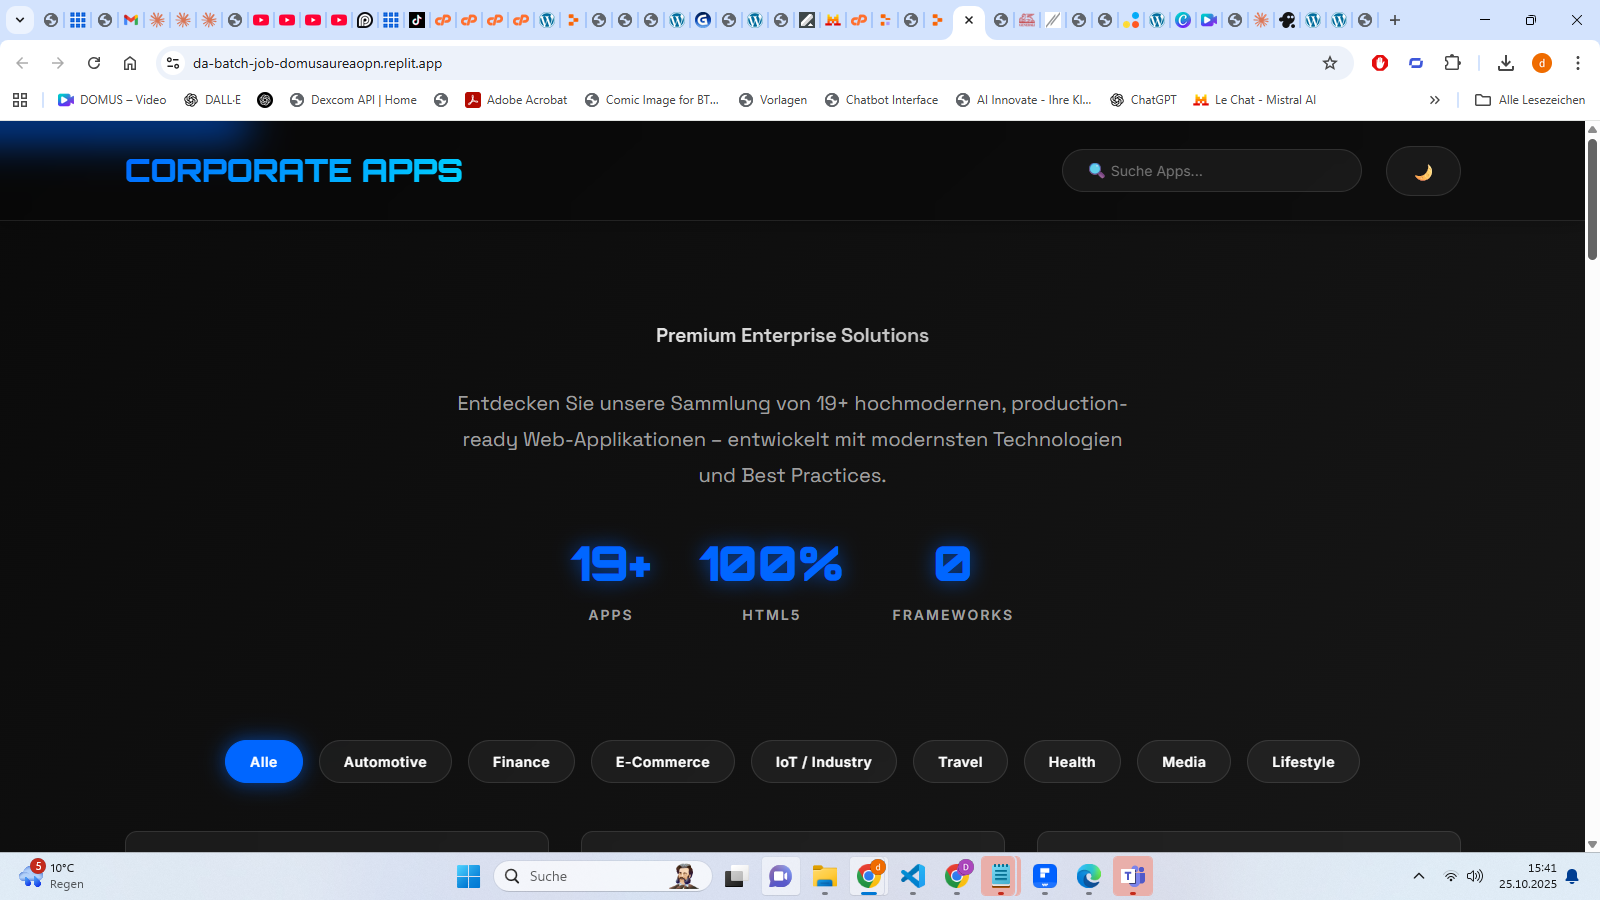 da-batch-job-domusaureaopn.replit.app
d
DOMUS – Video
DALL·E
Dexcom API | Home
Adobe Acrobat
Comic Image for BT...
Vorlagen
Chatbot Interface
AI Innovate - Ihre KI...
ChatGPT
Le Chat - Mistral AI
Alle Lesezeichen
CORPORATE APPS
Suche Apps...
Premium Enterprise Solutions
Entdecken Sie unsere Sammlung von 19+ hochmodernen, production-
ready Web-Applikationen – entwickelt mit modernsten Technologien
und Best Practices.
19+ 100% 0
APPS HTML5 FRAMEWORKS
Alle Automotive Finance E-Commerce IoT / Industry Travel Health Media Lifestyle
5
10°C
Regen
Suche
d
D
15:41
25.10.2025